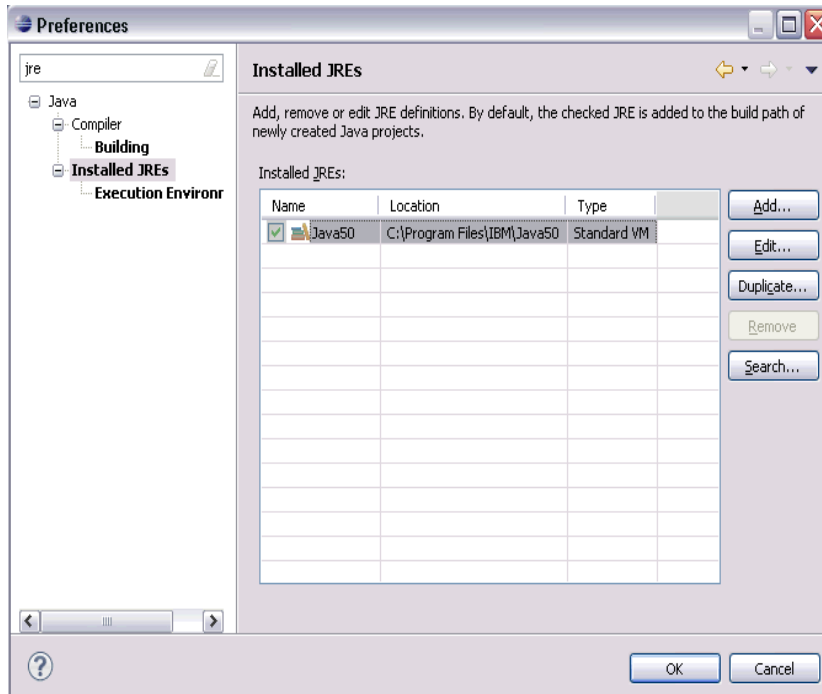 Preferences
jre
Java
Compiler
Building
Installed JREs
Execution Environr
Installed JREs
Add, remove or edit JRE definitions. By default, the checked JRE is added to the build path of
newly created Java projects.
Installed JREs:
Name Location Type
Java50 C:\Program Files\IBM\Java50 Standard VM
Add...
Edit...
Duplicate...
Remove
Search...
?
OK Cancel